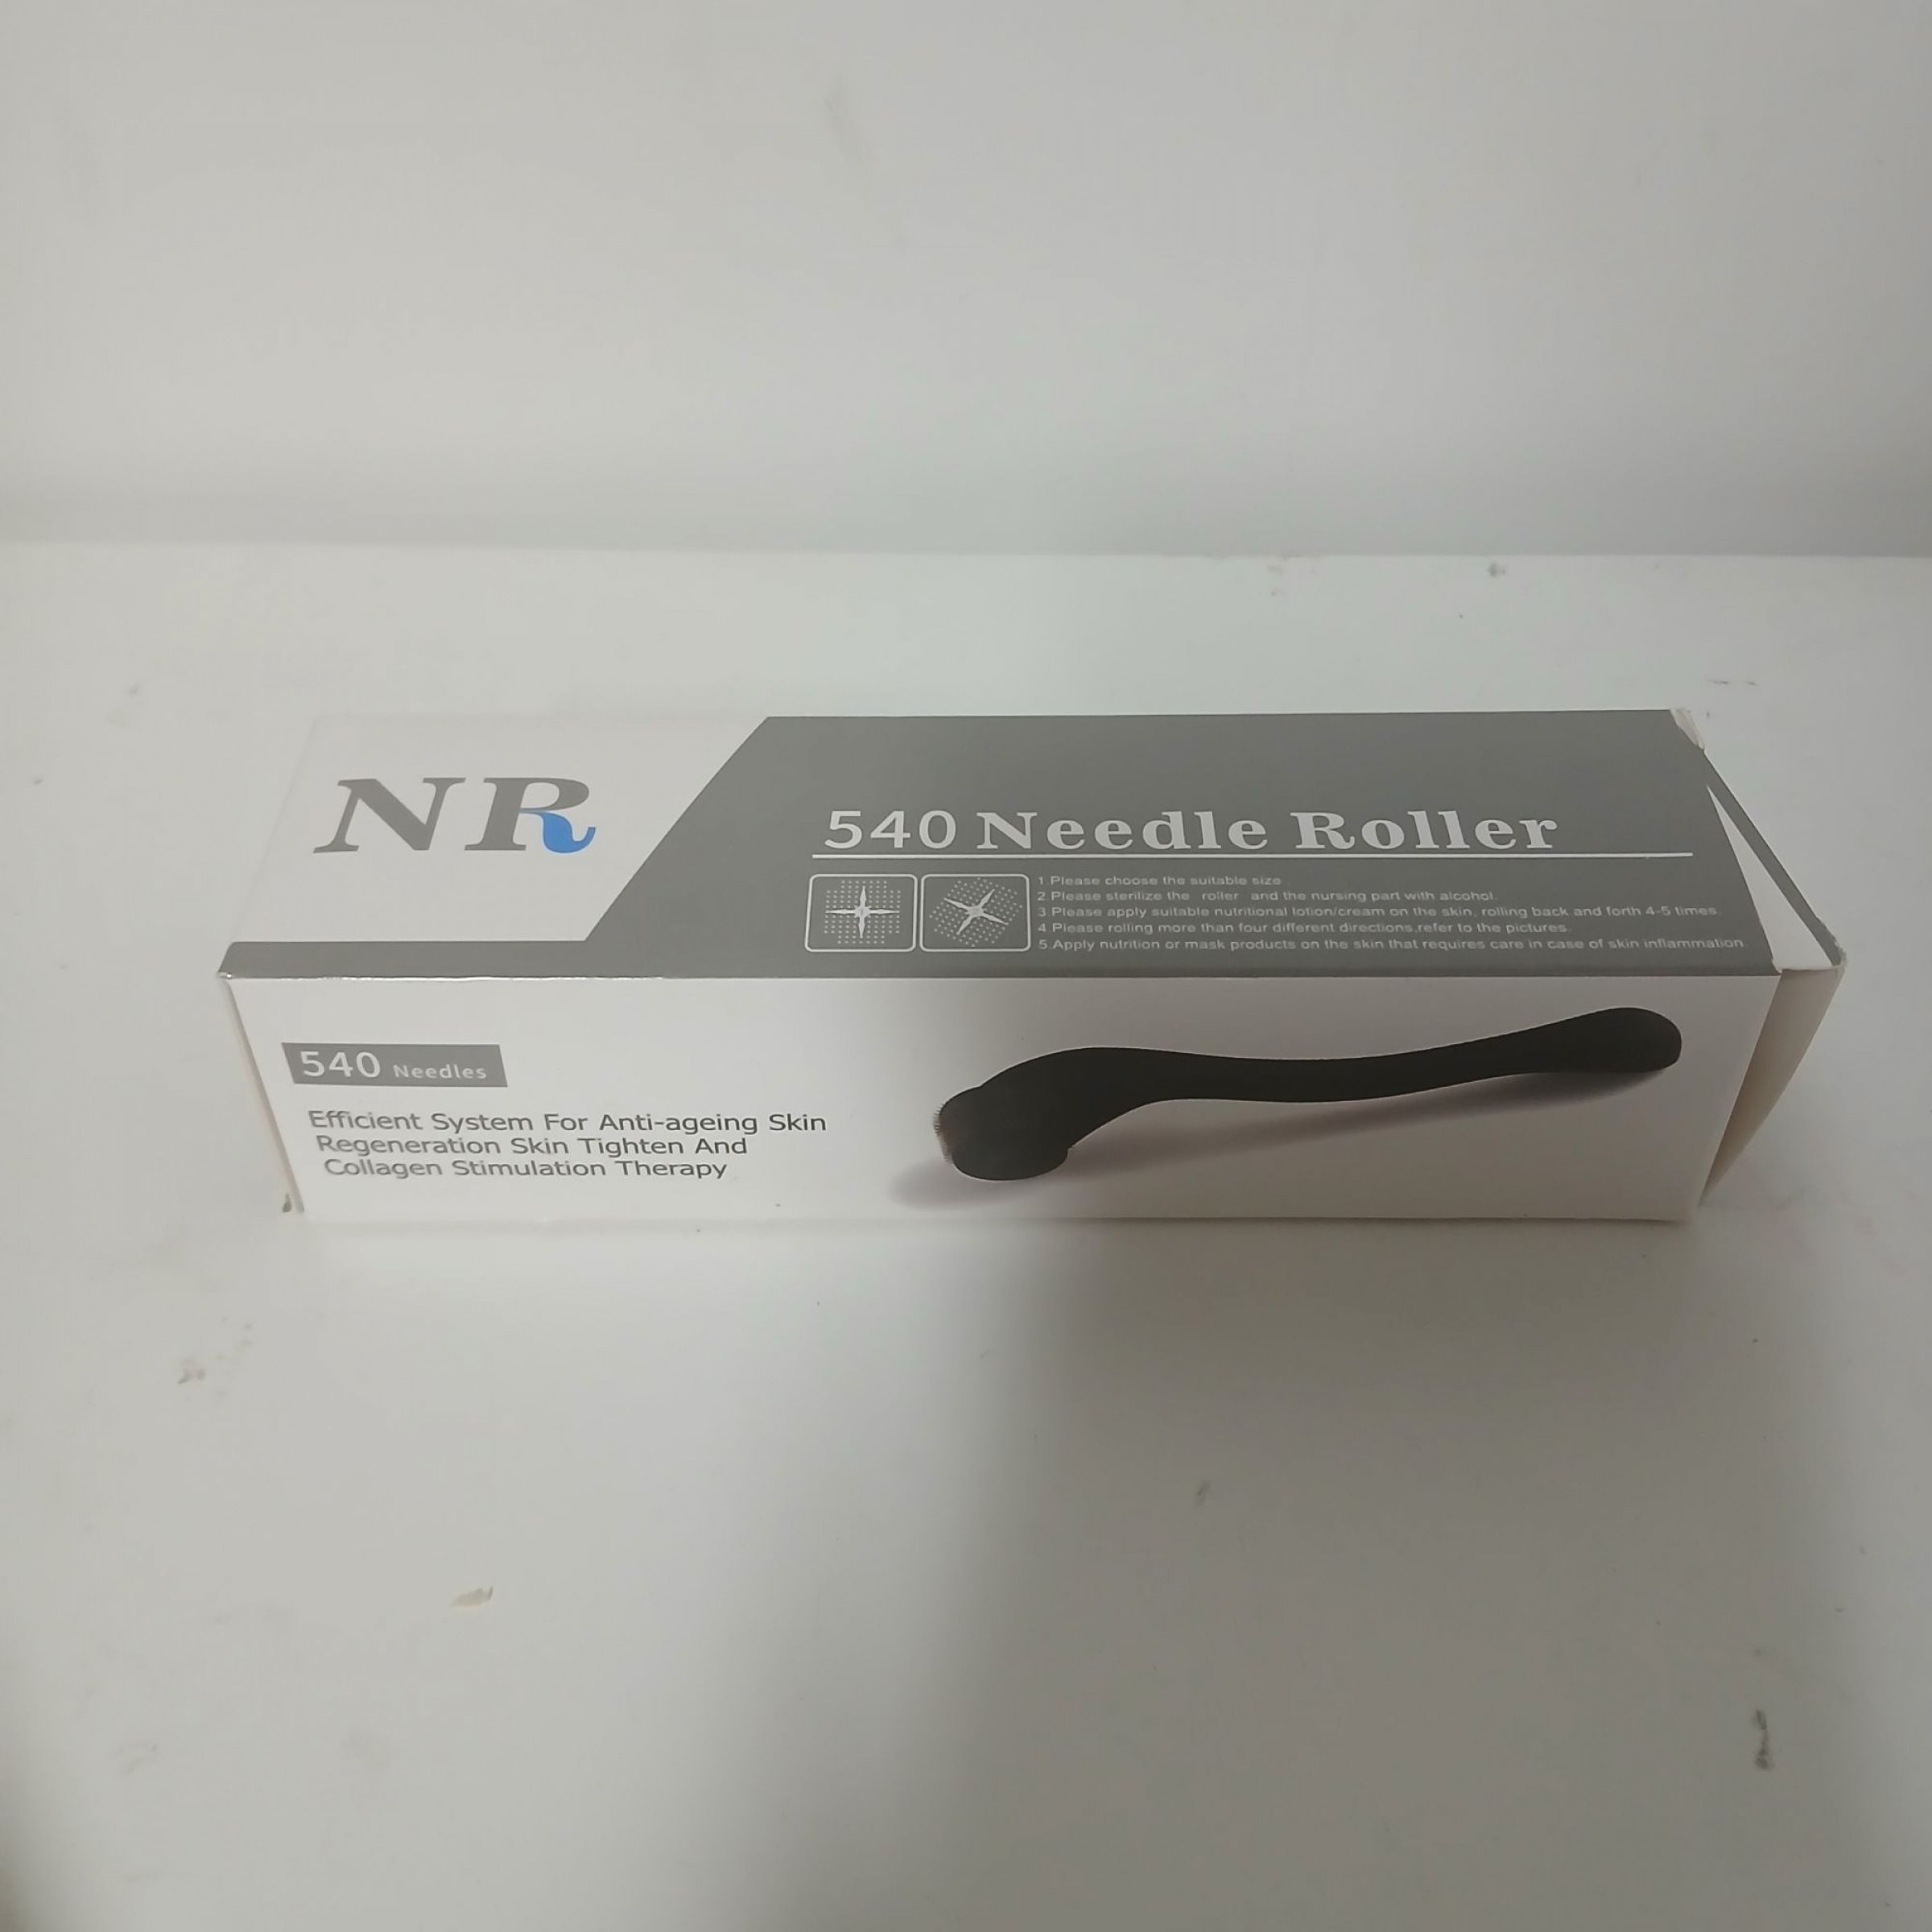 NR
540 Needle Roller
1.Please choose the suitable size
2.Please sterilize the roller and the nursing part with alcohol.
3.Please apply suitable nutritional lotion/cream on the skin, rolling back and forth 4-5 times.
4.Please rolling more than four different directions,refer to the pictures.
5.Apply nutrition or mask products on the skin that requires care in case of skin inflammation.
540 Needles
Efficient System For Anti-ageing Skin
Regeneration Skin Tighten And
Collagen Stimulation Therapy